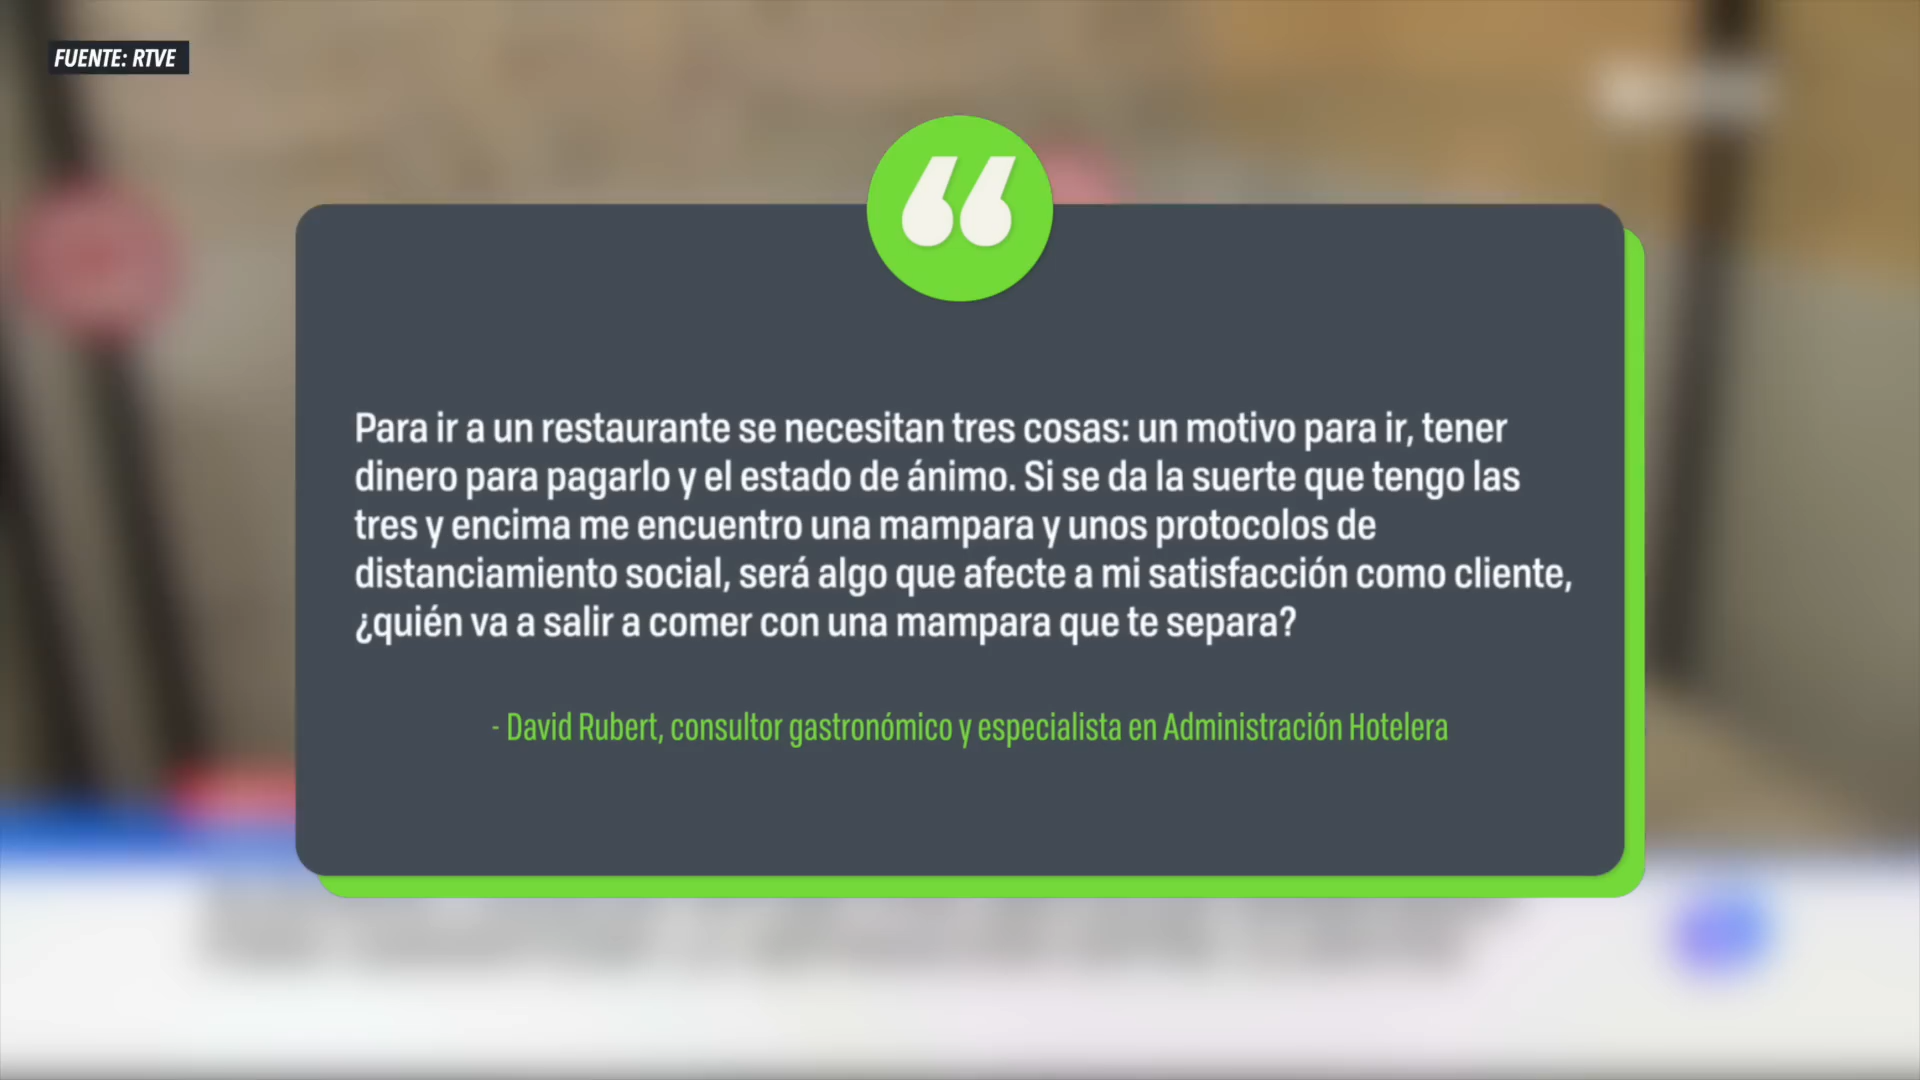 FUENTE: RTVE
“
Para ir a un restaurante se necesitan tres cosas: un motivo para ir, tener
dinero para pagarlo y el estado de ánimo. Si se da la suerte que tengo las
tres y encima me encuentro una mampara y unos protocolos de
distanciamiento social, será algo que afecte a mi satisfacción como cliente,
¿quién va a salir a comer con una mampara que te separa?
- David Rubert, consultor gastronómico y especialista en Administración Hotelera